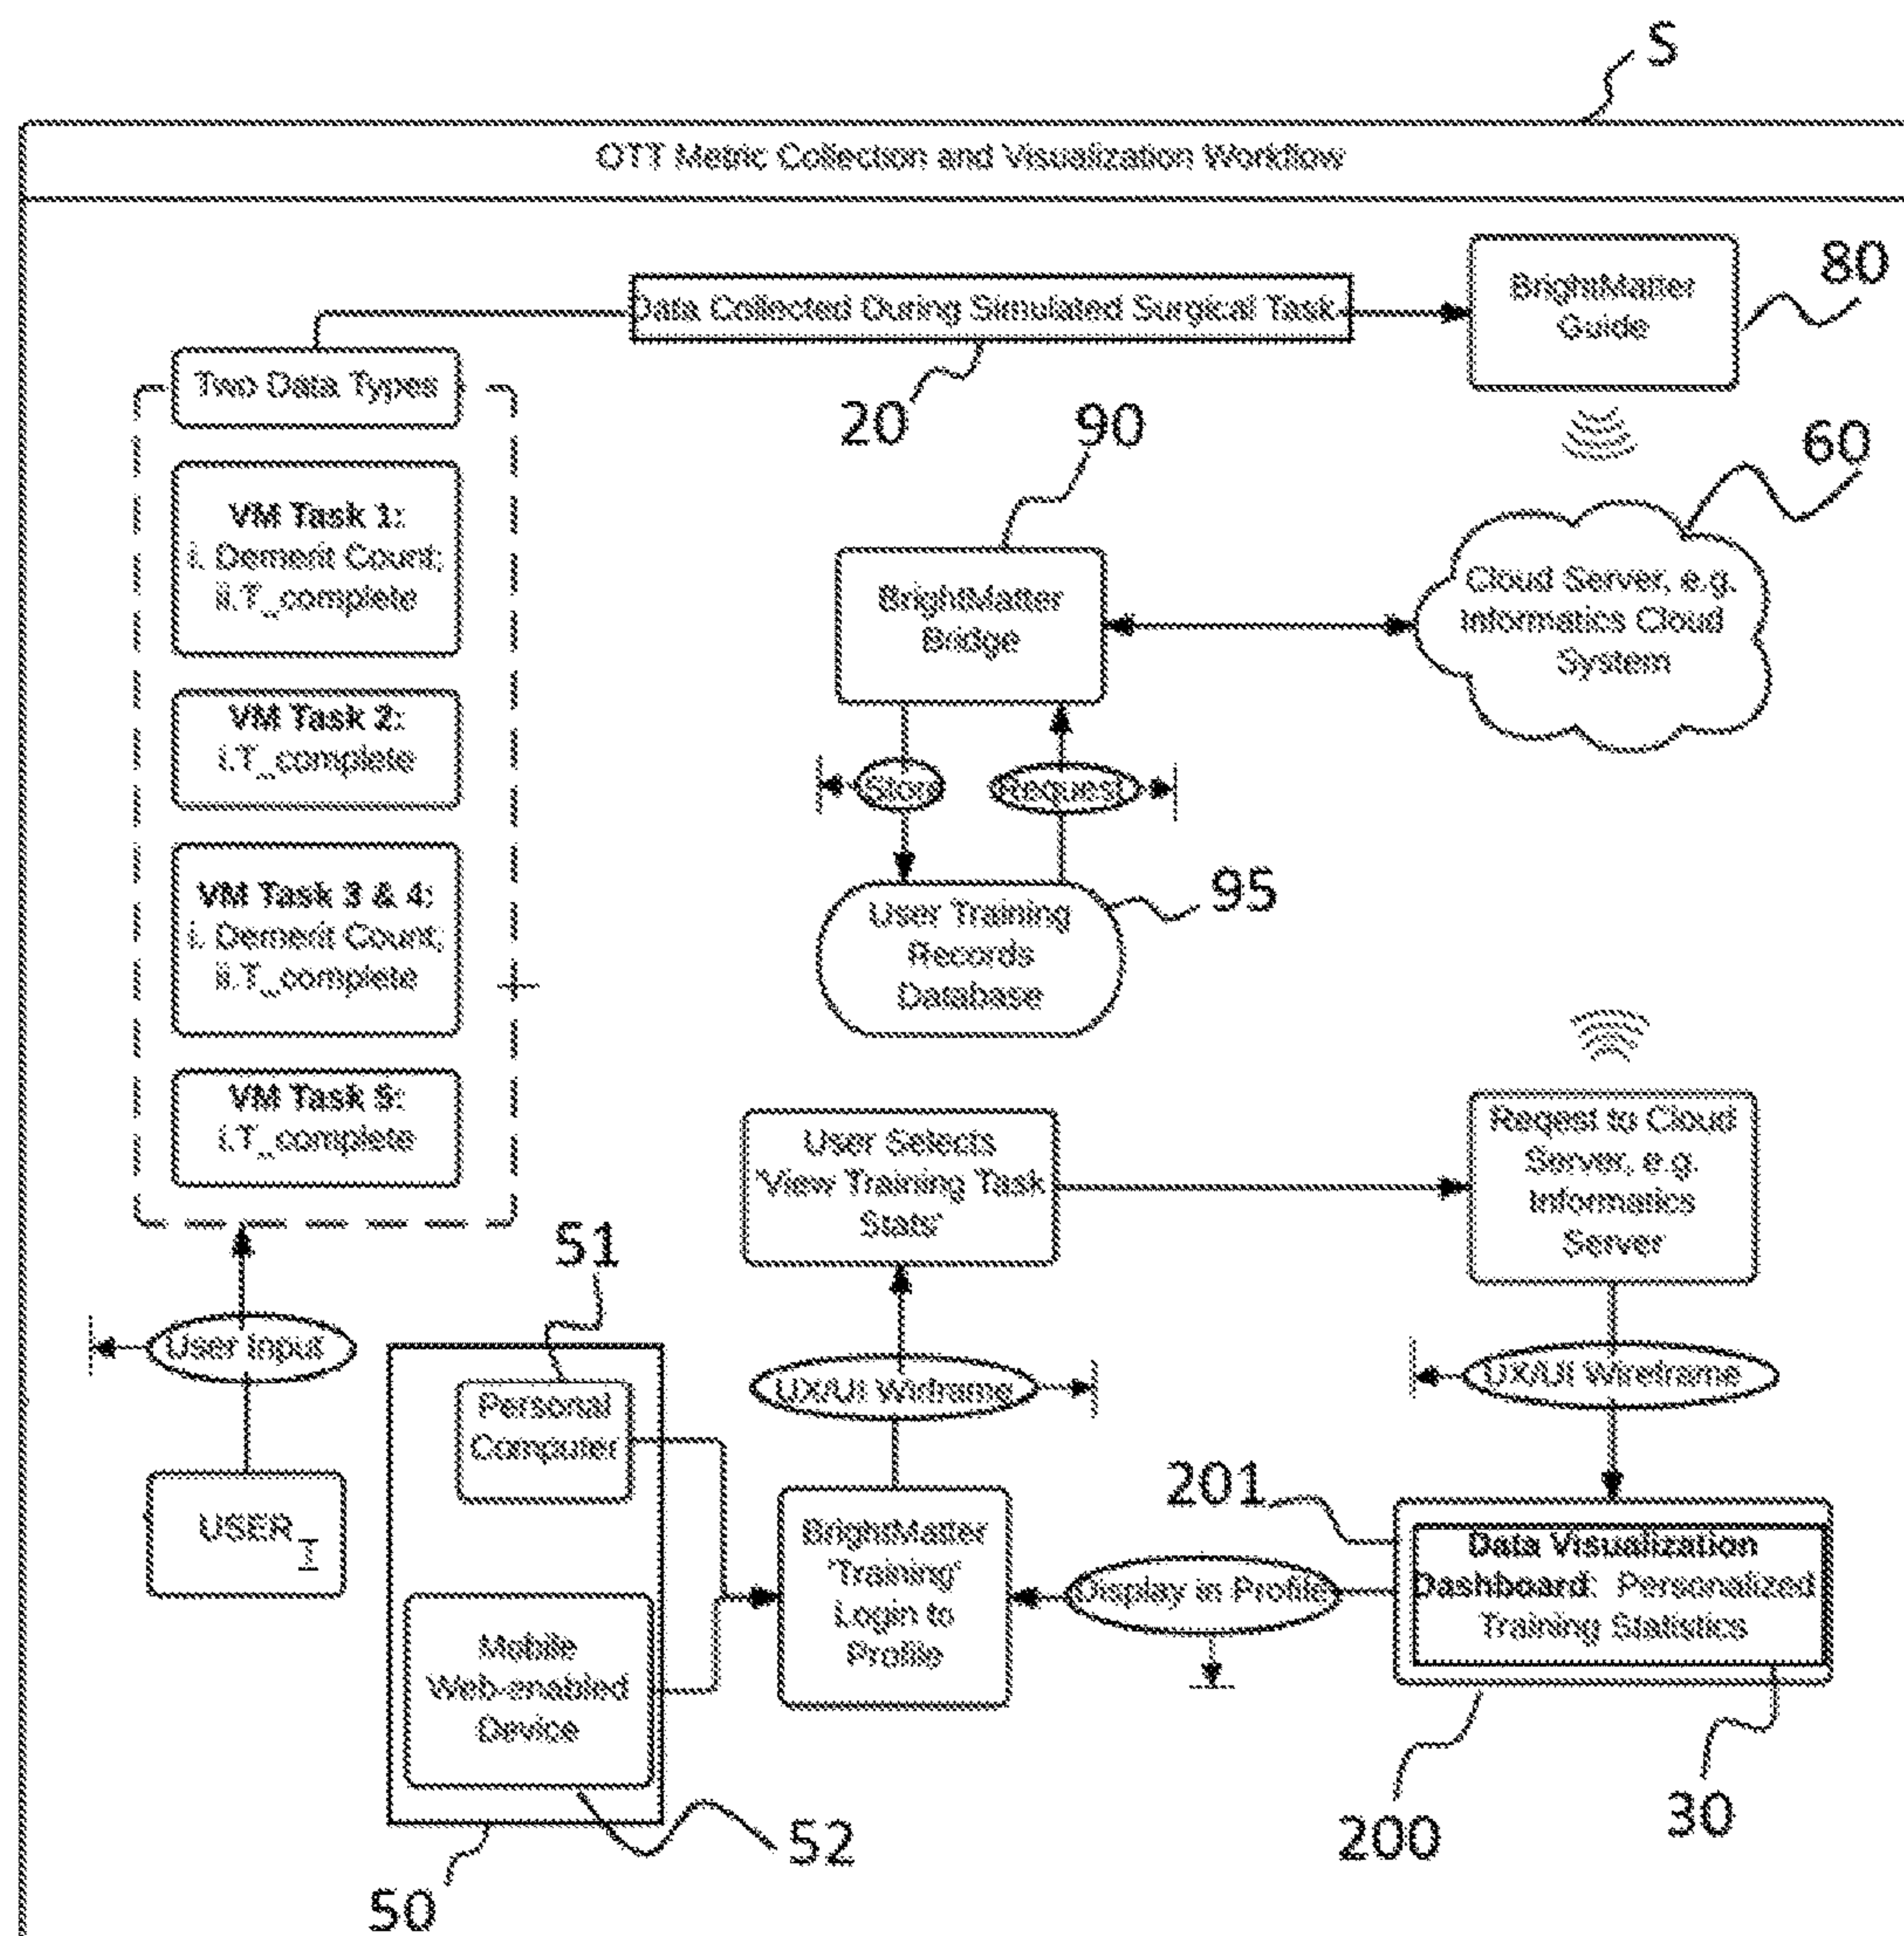 S
OTT Metric Collection and Visualization Workflow
Data Collected During Simulated Surgical Task
20
BrightMatter
Guide
80
Two Data Types
VM Task 1:
i. Demerit Count;
ii.T_complete
VM Task 2:
i.T_complete
VM Task 3 & 4:
i. Demerit Count;
ii.T_complete
VM Task 5:
i.T_complete
90
BrightMatter
Bridge
60
Cloud Server, e.g.
Informatics Cloud
System
Store
Request
95
User Training
Records
Database
User Selects
'View Training Task
Stats'
Reqest to Cloud
Server, e.g.
Informatics
Server
User Input
USER
I
51
Personal
Computer
Mobile
Web-enabled
Device
52
50
UX/UI Wirframe
UX/UI Wireframe
BrightMatter
'Training'
Login to
Profile
Display in Profile
201
Data Visualization
Dashboard: Personalized
Training Statistics
200
30